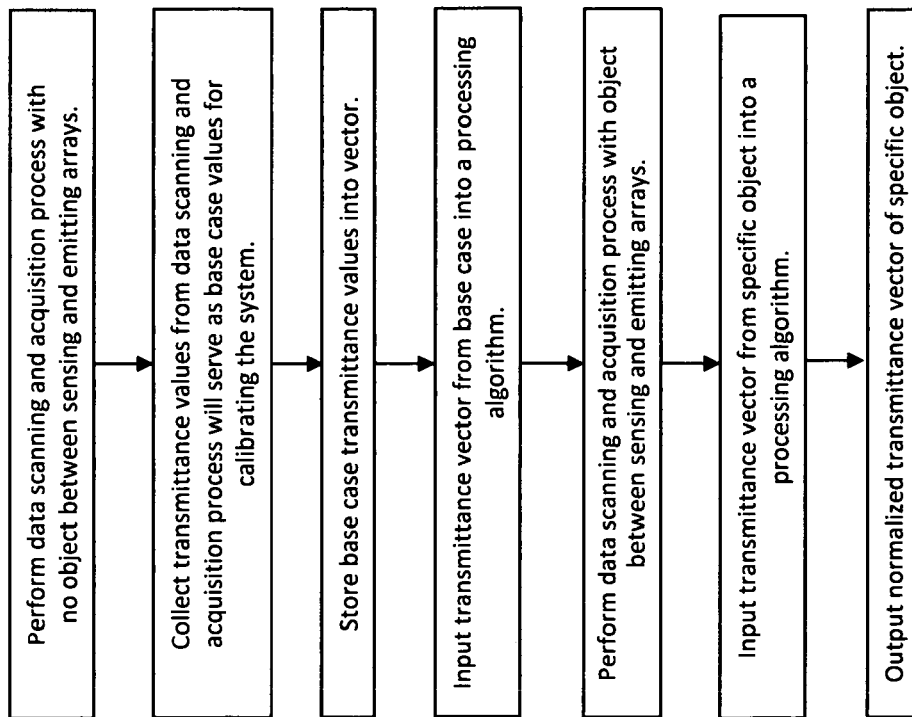 Perform data scanning and acquisition process with
no object between sensing and emitting arrays.
Collect transmittance values from data scanning and
acquisition process will serve as base case values for
calibrating the system.
Store base case transmittance values into vector.
Input transmittance vector from base case into a processing
algorithm.
Perform data scanning and acquisition process with object
between sensing and emitting arrays.
Input transmittance vector from specific object into a
processing algorithm.
Output normalized transmittance vector of specific object.